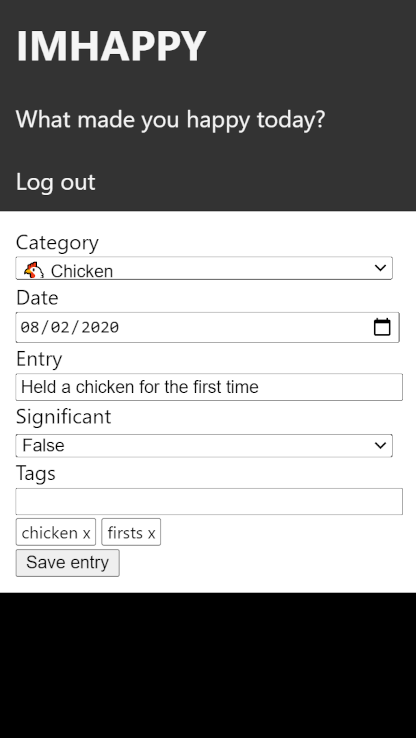 IMHAPPY
What made you happy today?
Log out
Category
Chicken
Date
08/02/2020
Entry
Held a chicken for the first time
Significant
False
Tags
chicken x firsts x
Save entry